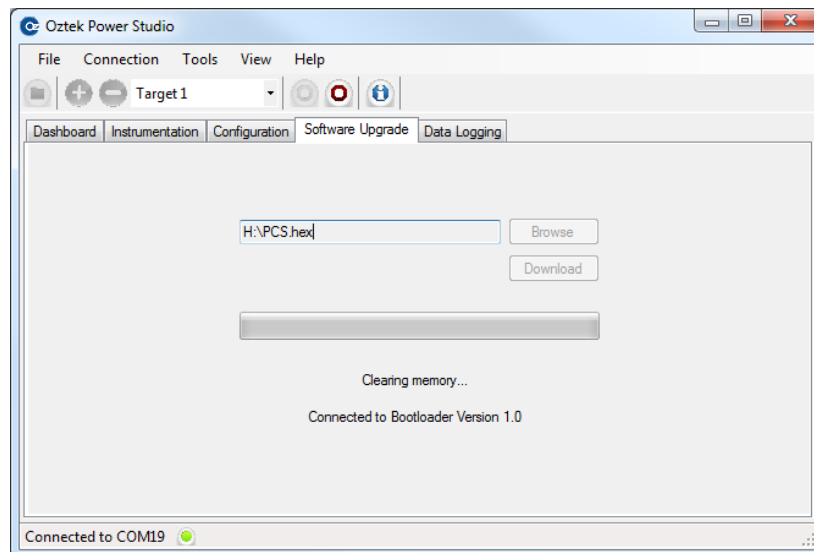 Oztek Power Studio
File Connection Tools View Help
Target 1
Dashboard Instrumentation Configuration Software Upgrade Data Logging
H:\PCS.hex
Browse
Download
Clearing memory...
Connected to Bootloader Version 1.0
Connected to COM19